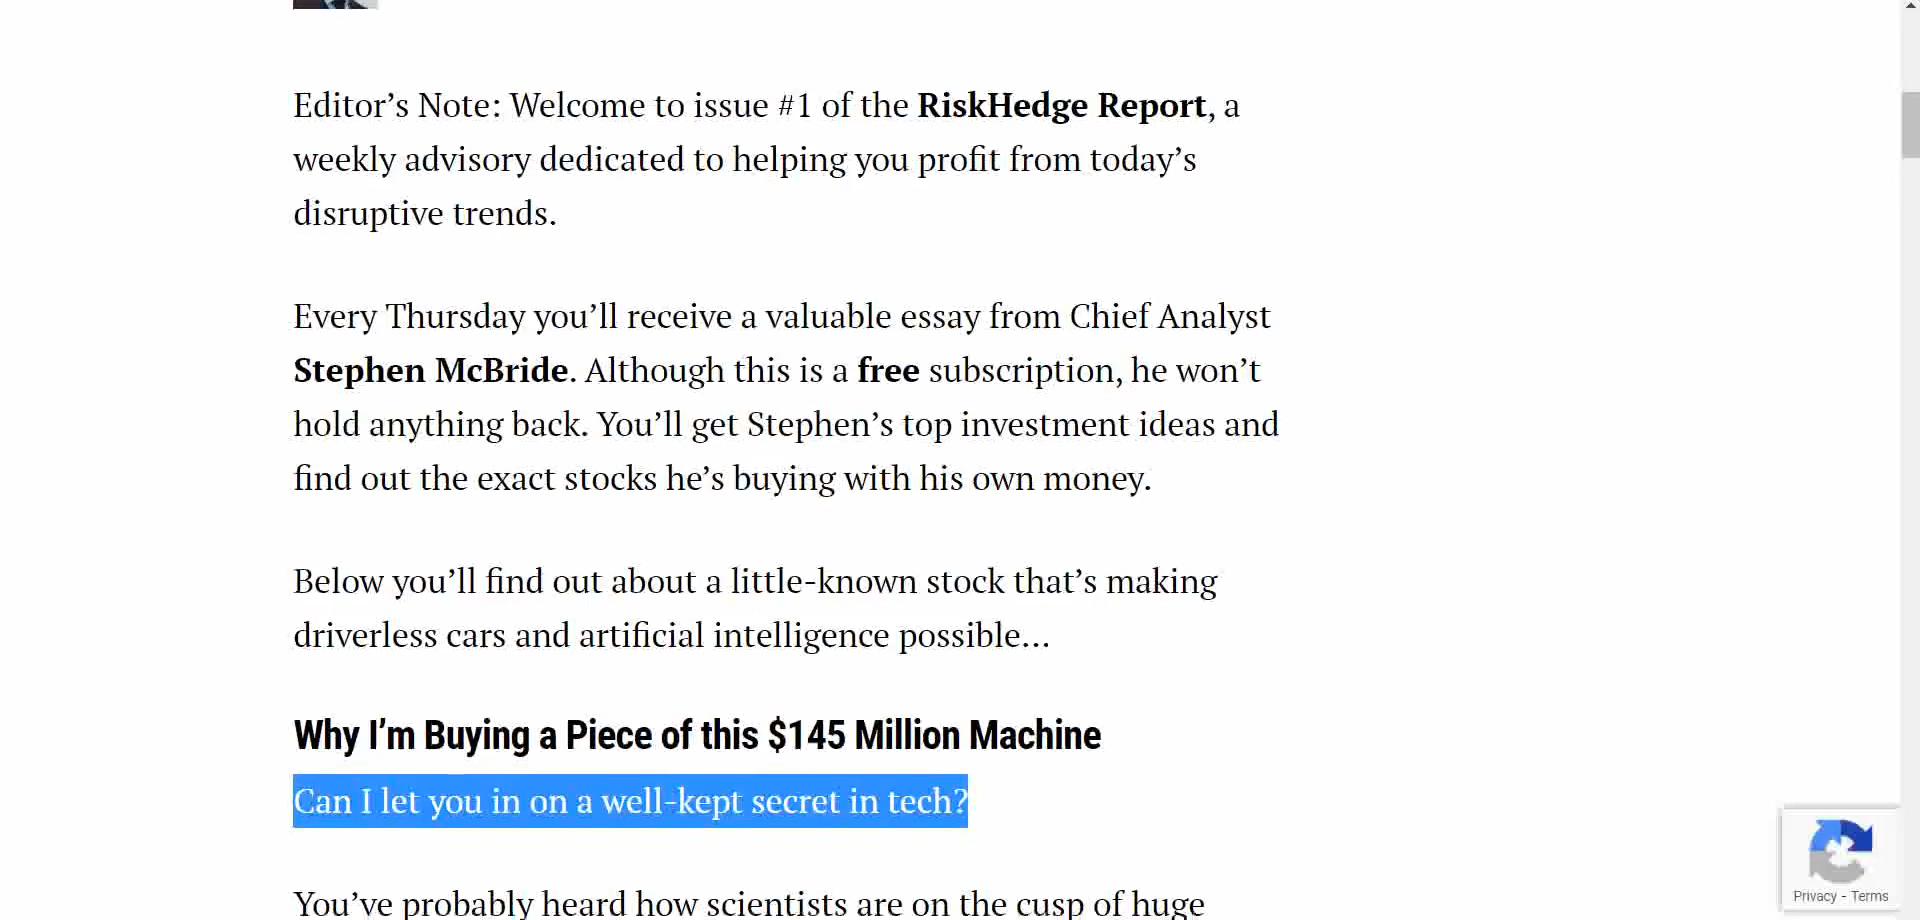 Editor’s Note: Welcome to issue #1 of the RiskHedge Report, a
weekly advisory dedicated to helping you profit from today’s
disruptive trends.
Every Thursday you’ll receive a valuable essay from Chief Analyst
Stephen McBride. Although this is a free subscription, he won’t
hold anything back. You’ll get Stephen’s top investment ideas and
find out the exact stocks he’s buying with his own money.
Below you’ll find out about a little-known stock that’s making
driverless cars and artificial intelligence possible...
Why I’m Buying a Piece of this $145 Million Machine
Can I let you in on a well-kept secret in tech?
You’ve probably heard how scientists are on the cusp of huge
Privacy - Terms